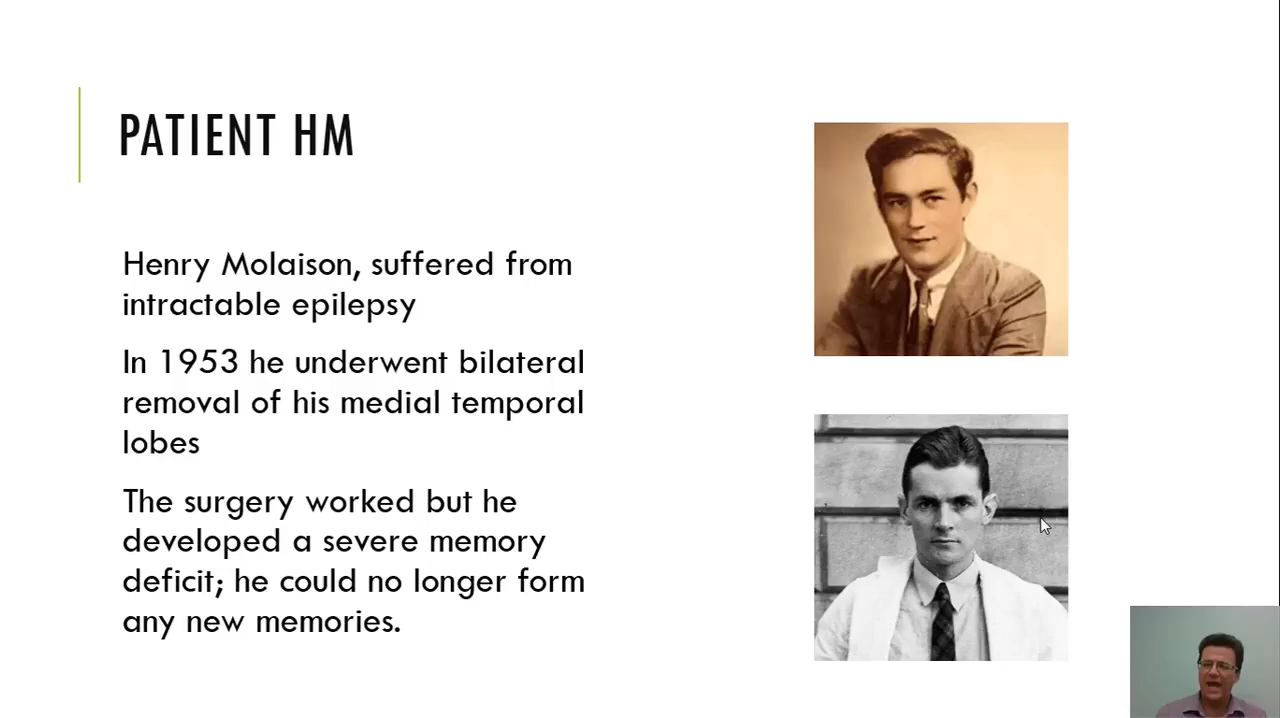 PATIENT HM
Henry Molaison, suffered from
intractable epilepsy
In 1953 he underwent bilateral
removal of his medial temporal
lobes
The surgery worked but he
developed a severe memory
deficit; he could no longer form
any new memories.